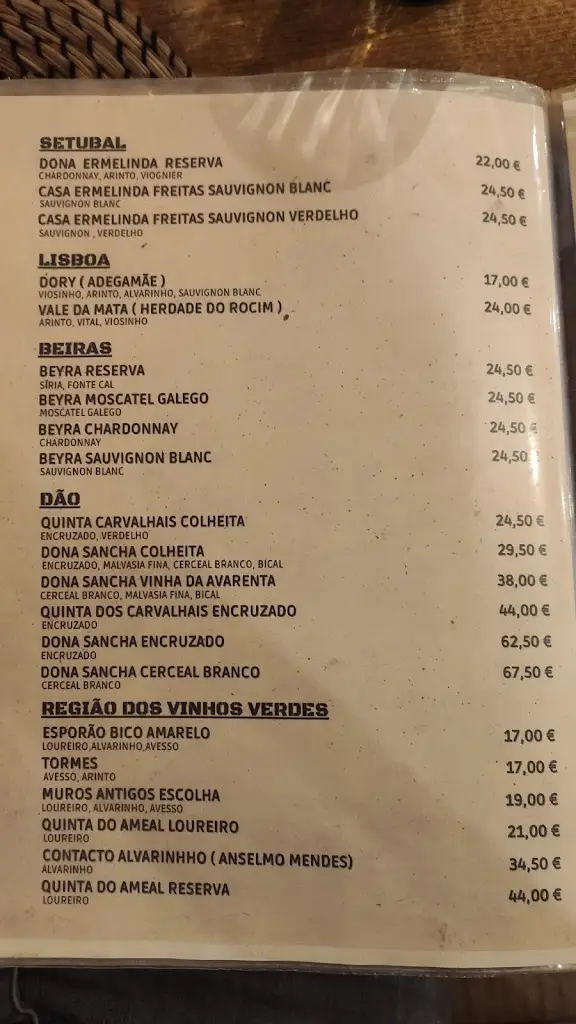 SETUBAL
DONA ERMELINDA RESERVA 22,00 €
CHARDONNAY, ARINTO, VIOGNIER
CASA ERMELINDA FREITAS SAUVIGNON BLANC 24,50 €
SAUVIGNON BLANC
CASA ERMELINDA FREITAS SAUVIGNON VERDELHO 24,50 €
SAUVIGNON , VERDELHO
LISBOA
DORY ( ADEGAMÃE ) 17,00 €
VIOSINHO, ARINTO, ALVARINHO, SAUVIGNON BLANC
VALE DA MATA ( HERDADE DO ROCIM ) 24,00 €
ARINTO, VITAL, VIOSINHO
BEIRAS
BEYRA RESERVA 24,50 €
SÍRIA, FONTE CAL
BEYRA MOSCATEL GALEGO 24,50 €
MOSCATEL GALEGO
BEYRA CHARDONNAY 24,50 €
CHARDONNAY
BEYRA SAUVIGNON BLANC 24,50
SAUVIGNON BLANC
DÃO
QUINTA CARVALHAIS COLHEITA 24,50 €
ENCRUZADO, VERDELHO
DONA SANCHA COLHEITA 29,50 €
ENCRUZADO, MALVASIA FINA, CERCEAL BRANCO, BICAL
DONA SANCHA VINHA DA AVARENTA 38,00 €
CERCEAL BRANCO, MALVASIA FINA, BICAL
QUINTA DOS CARVALHAIS ENCRUZADO 44,00 €
ENCRUZADO
DONA SANCHA ENCRUZADO 62,50 €
ENCRUZADO
DONA SANCHA CERCEAL BRANCO 67,50 €
CERCEAL BRANCO
REGIÃO DOS VINHOS VERDES
ESPORÃO BICO AMARELO 17,00 €
LOUREIRO,ALVARINHO,AVESSO
TORMES 17,00 €
AVESSO, ARINTO
MUROS ANTIGOS ESCOLHA 19,00 €
LOUREIRO, ALVARINHO, AVESSO
QUINTA DO AMEAL LOUREIRO 21,00 €
LOUREIRO
CONTACTO ALVARINHHO ( ANSELMO MENDES) 34,50 €
ALVARINHO
QUINTA DO AMEAL RESERVA 44,00 €
LOUREIRO